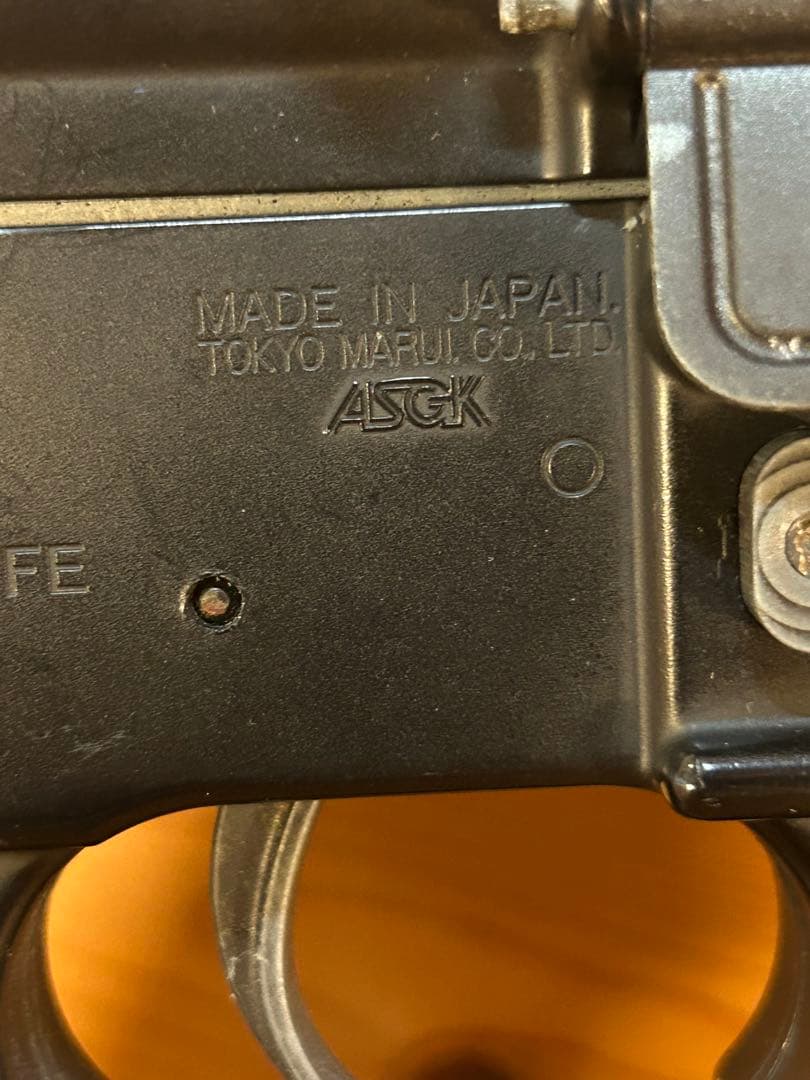 MADE IN JAPAN.
TOKYO MARUI. CO., LTD
ASGK
FE